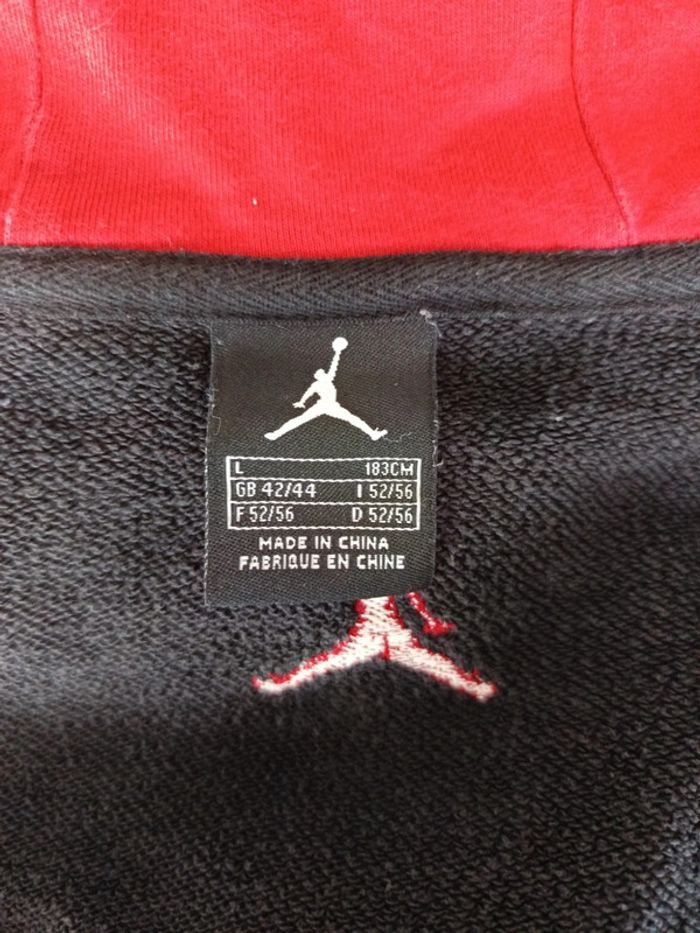 L 183CM
GB 42/44 I 52/56
F 52/56 D 52/56
MADE IN CHINA
FABRIQUE EN CHINE